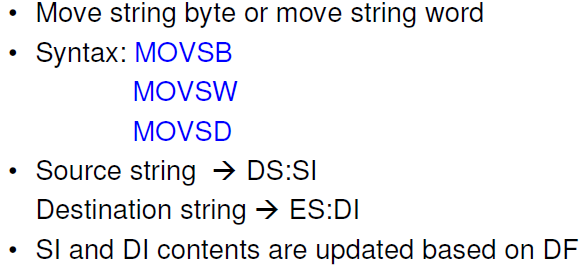 • Move string byte or move string word
• Syntax: MOVSB
MOVSW
MOVSD
• Source string → DS:SI
Destination string → ES:DI
• SI and DI contents are updated based on DF